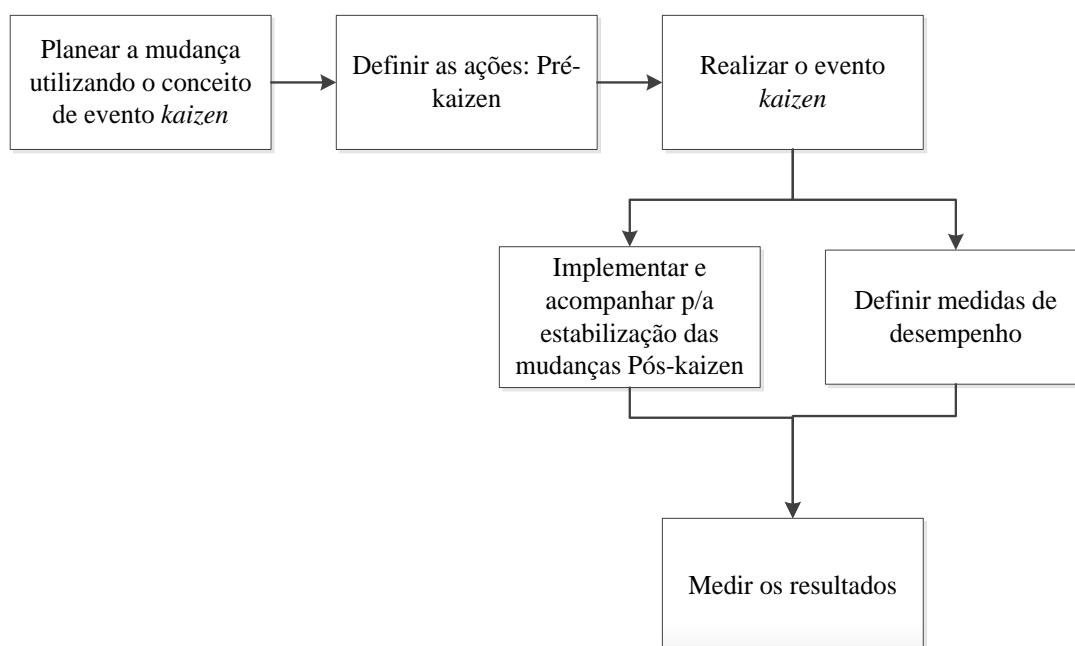 Planear a mudança
utilizando o conceito
de evento kaizen
Definir as ações: Pré-
kaizen
Realizar o evento
kaizen
Implementar e
acompanhar p/a
estabilização das
mudanças Pós-kaizen
Definir medidas de
desempenho
Medir os resultados